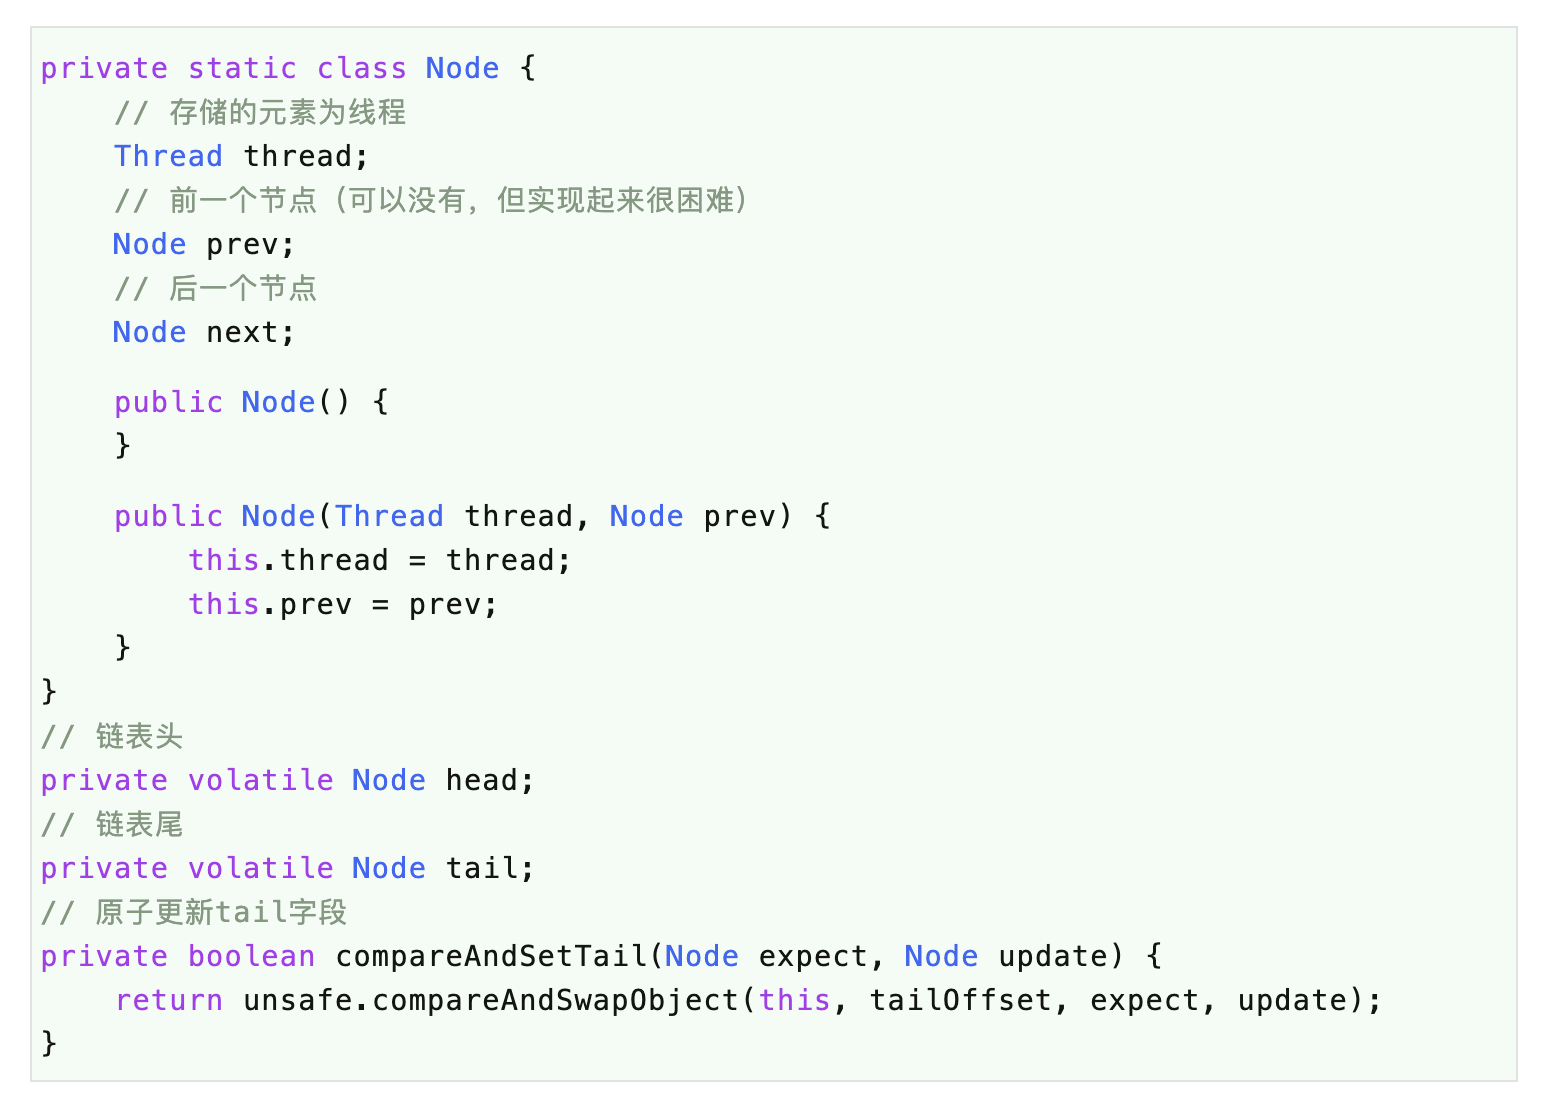 private static class Node {
    // 存储的元素为线程
    Thread thread;
    // 前一个节点（可以没有，但实现起来很困难）
    Node prev;
    // 后一个节点
    Node next;

    public Node() {
    }

    public Node(Thread thread, Node prev) {
        this.thread = thread;
        this.prev = prev;
    }
}
// 链表头
private volatile Node head;
// 链表尾
private volatile Node tail;
// 原子更新tail字段
private boolean compareAndSetTail(Node expect, Node update) {
    return unsafe.compareAndSwapObject(this, tailOffset, expect, update);
}